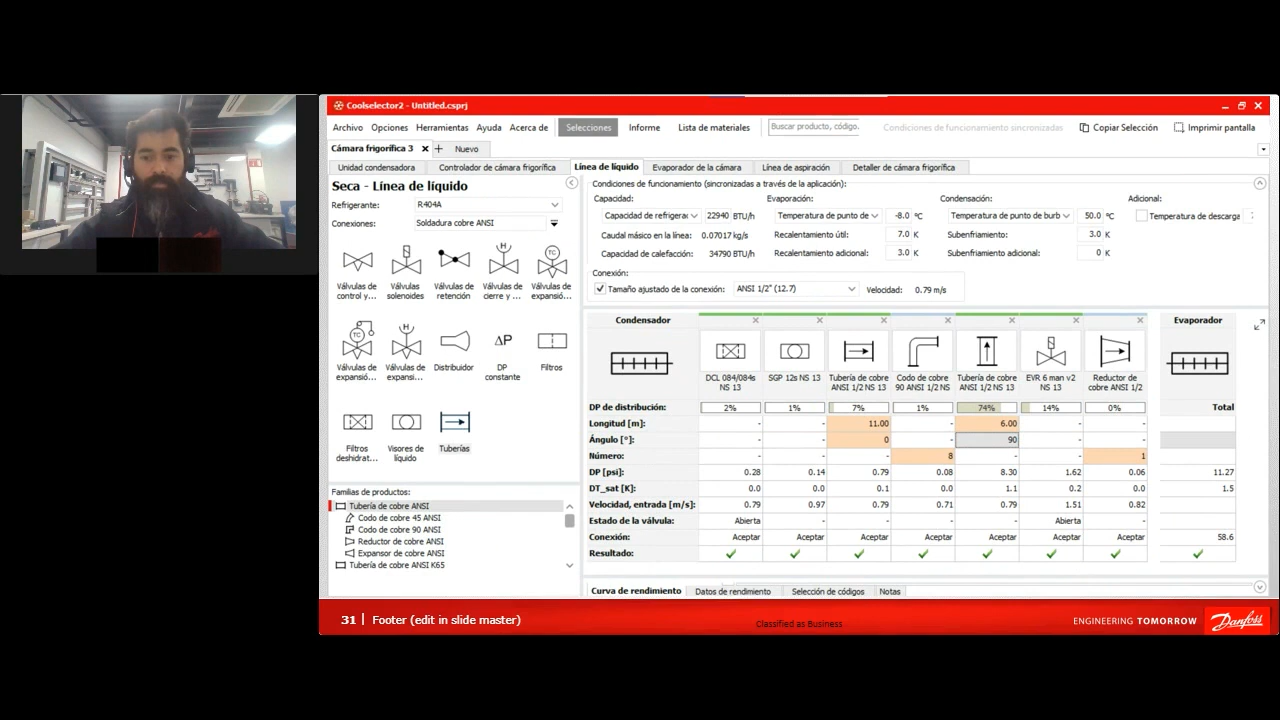 Coolselector2 - Untitled.csprj
Archivo Opciones Herramientas Ayuda Acerca de Selecciones Informe Lista de materiales Buscar producto, código. Condiciones de funcionamiento sincronizadas Copiar Selección Imprimir pantalla
Cámara frigorífica 3 Nuevo
Unidad condensadora Controlador de cámara frigorífica Línea de líquido Evaporador de la cámara Línea de aspiración Detaller de cámara frigorífica
Seca - Línea de líquido
Refrigerante: R404A
Conexiones: Soldadura cobre ANSI
Válvulas de control y... Válvulas solenoides Válvulas de retención Válvulas de cierre y ... Válvulas de expansió...
Válvulas de expansió... Válvulas de expansi... Distribuidor DP constante Filtros
Filtros deshidrat... Visores de líquido Tuberías
Familias de productos:
Tubería de cobre ANSI
Codo de cobre 45 ANSI
Codo de cobre 90 ANSI
Reductor de cobre ANSI
Expansor de cobre ANSI
Tubería de cobre ANSI K65
Condiciones de funcionamiento (sincronizadas a través de la aplicación):
Capacidad: Evaporación: Condensación: Adicional:
Capacidad de refrigerac 22940 BTU/h Temperatura de punto de -8.0 ºC Temperatura de punto de burb 50.0 ºC Temperatura de descarga
Caudal másico en la línea: 0.07017 kg/s Recalentamiento útil: 7.0 K Subenfriamiento: 3.0 K
Capacidad de calefacción: 34790 BTU/h Recalentamiento adicional: 3.0 K Subenfriamiento adicional: 0 K
Conexión:
Tamaño ajustado de la conexión: ANSI 1/2" (12.7) Velocidad: 0.79 m/s
Condensador Evaporador
DCL 084/084s NS 13 SGP 12s NS 13 Tubería de cobre ANSI 1/2 NS 13 Codo de cobre 90 ANSI 1/2 NS Tubería de cobre ANSI 1/2 NS 13 EVR 6 man v2 NS 13 Reductor de cobre ANSI 1/2
DP de distribución: 2% 1% 7% 1% 74% 14% 0% Total
Longitud [m]: - - 11.00 - 6.00 - -
Ángulo [°]: - - 0 - 90 - -
Número: - - - 8 - - 1
DP [psi]: 0.28 0.14 0.79 0.08 8.30 1.62 0.06 11.27
DT_sat [K]: 0.0 0.0 0.1 0.0 1.1 0.2 0.0 1.5
Velocidad, entrada [m/s]: 0.79 0.97 0.79 0.71 0.79 1.51 0.82
Estado de la válvula: Abierta - - - - Abierta -
Conexión: Aceptar Aceptar Aceptar Aceptar Aceptar Aceptar Aceptar 58.6
Resultado:
Curva de rendimiento Datos de rendimiento Selección de códigos Notas
31 | Footer (edit in slide master) Classified as Business ENGINEERING TOMORROW Danfoss